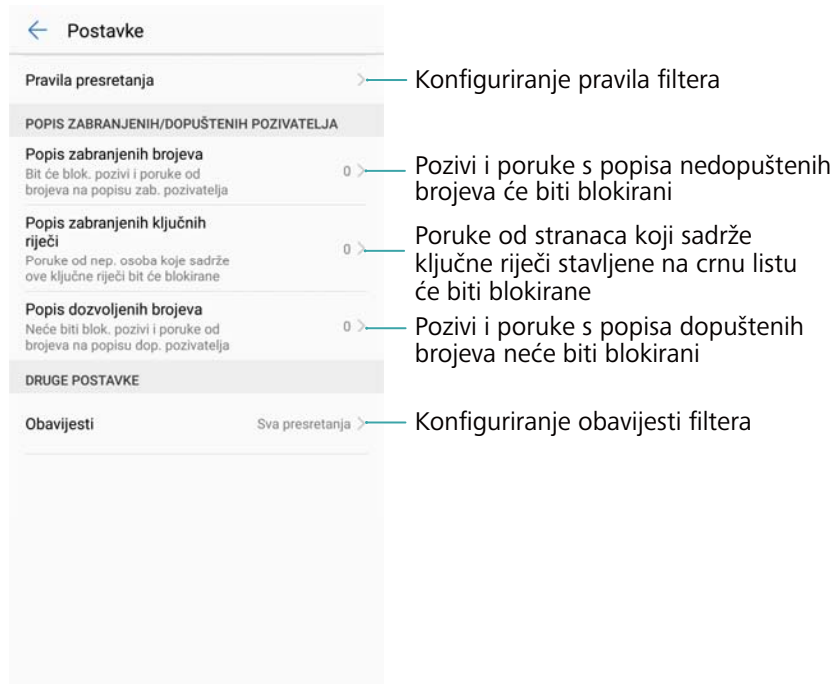 Postavke
Pravila presretanja
Konfiguriranje pravila filtera
POPIS ZABRANJENIH/DOPUŠTENIH POZIVATELJA
Popis zabranjenih brojeva
Bit će blok. pozivi i poruke od
brojeva na popisu zab. pozivatelja
0
Pozivi i poruke s popisa nedopuštenih
brojeva će biti blokirani
Popis zabranjenih ključnih
riječi
Poruke od nep. osoba koje sadrže
ove ključne riječi bit će blokirane
0
Poruke od stranaca koji sadrže
ključne riječi stavljene na crnu listu
će biti blokirane
Popis dozvoljenih brojeva
Neće biti blok. pozivi i poruke od
brojeva na popisu dop. pozivatelja
0
Pozivi i poruke s popisa dopuštenih
brojeva neće biti blokirani
DRUGE POSTAVKE
Obavijesti
Sva presretanja
Konfiguriranje obavijesti filtera